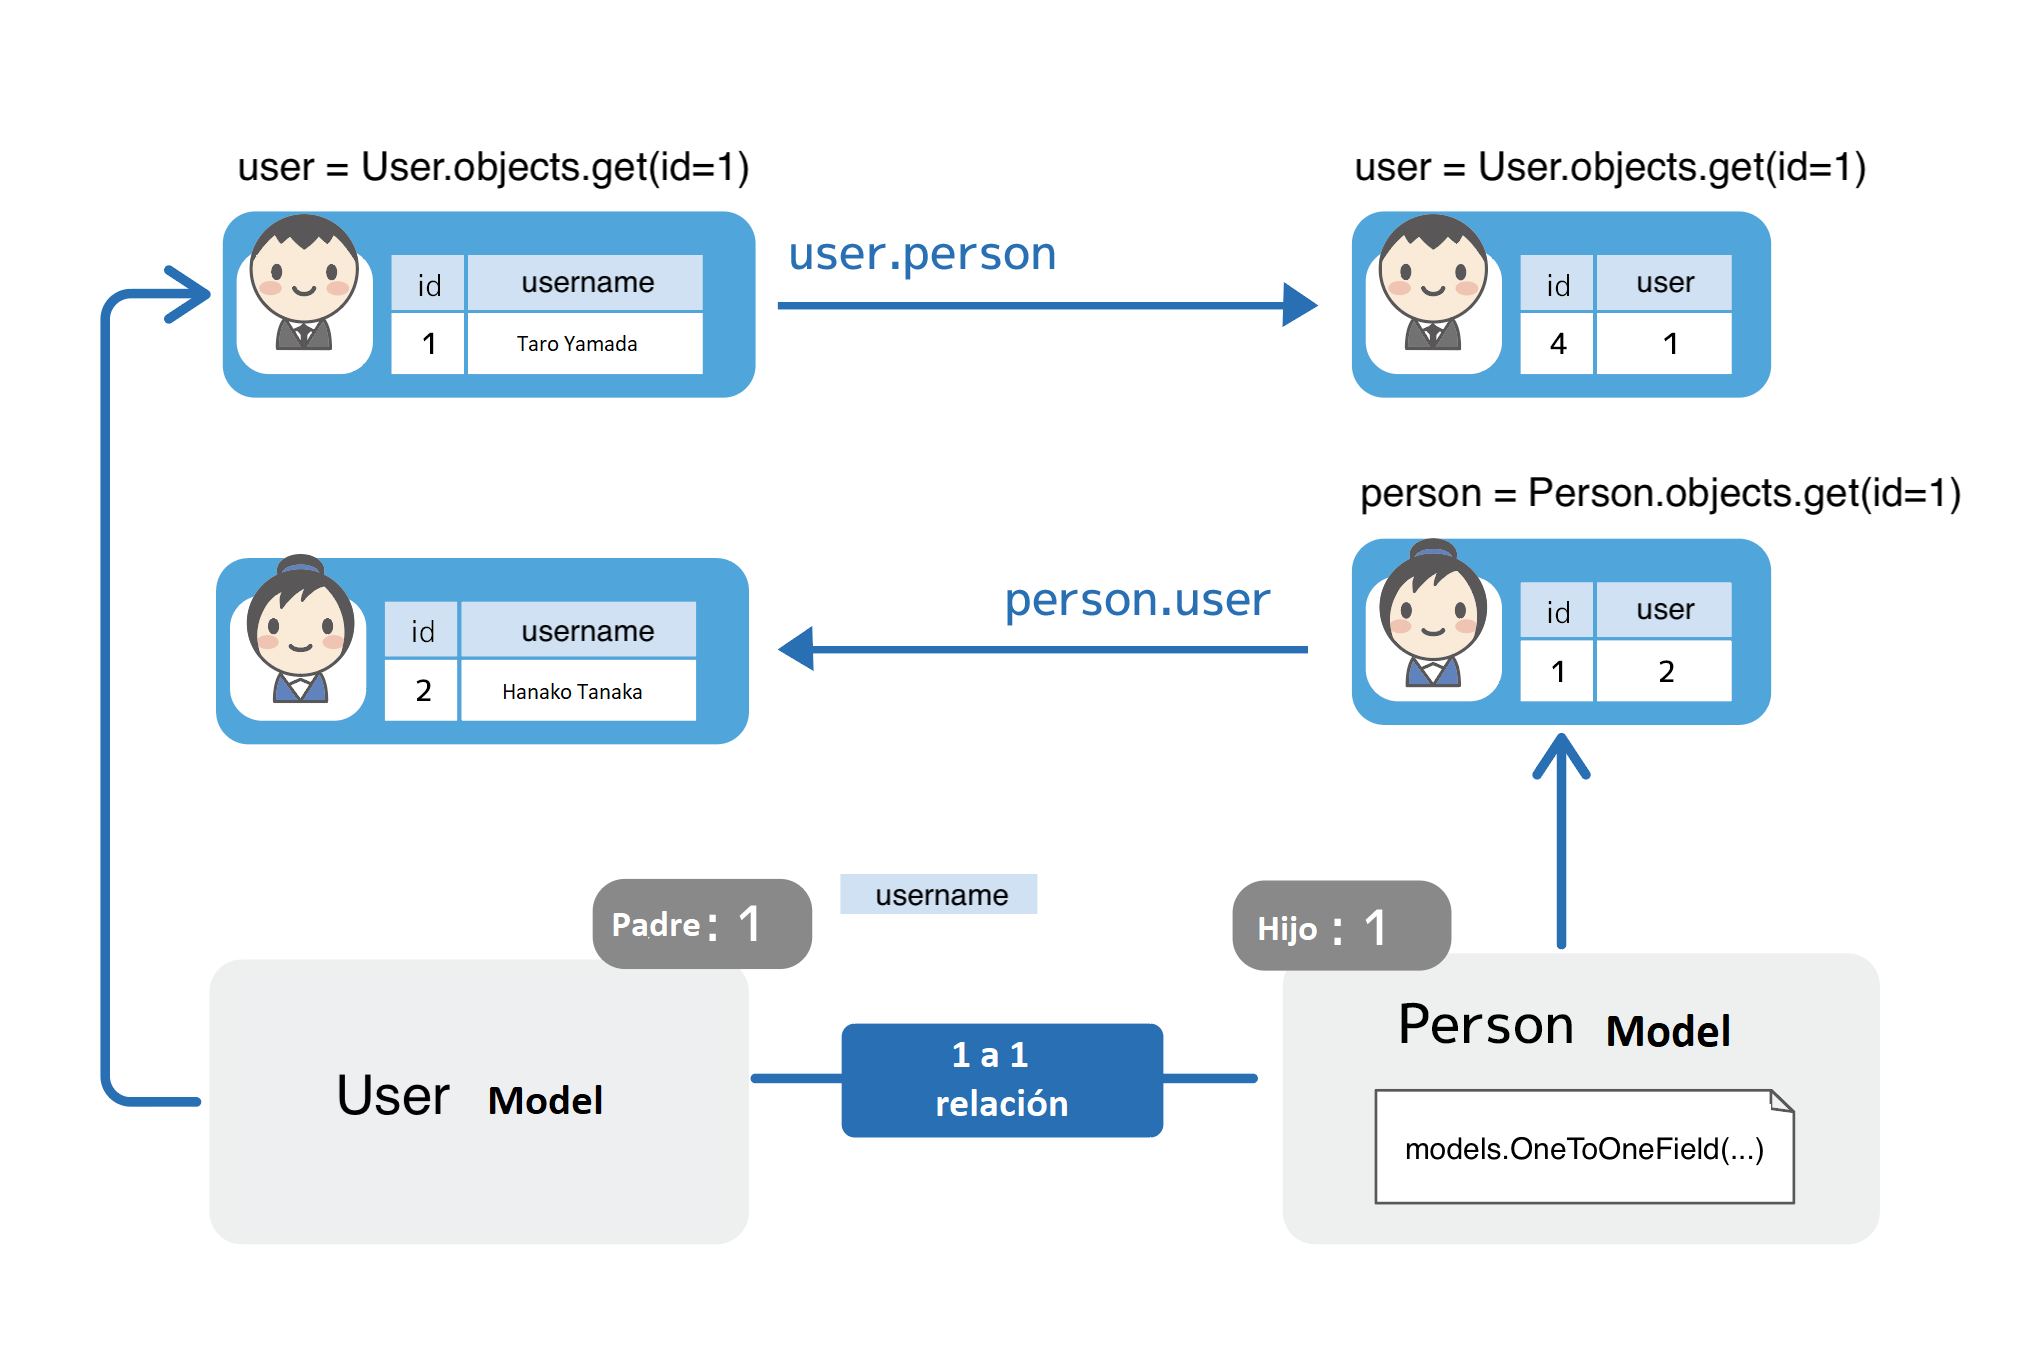 user = User.objects.get(id=1)
user = User.objects.get(id=1)
id username
1 Taro Yamada
user.person
id user
4 1
person = Person.objects.get(id=1)
id username
2 Hanako Tanaka
person.user
id user
1 2
Padre : 1
username
Hijo : 1
User Model
1 a 1
relación
Person Model
models.OneToOneField(...)